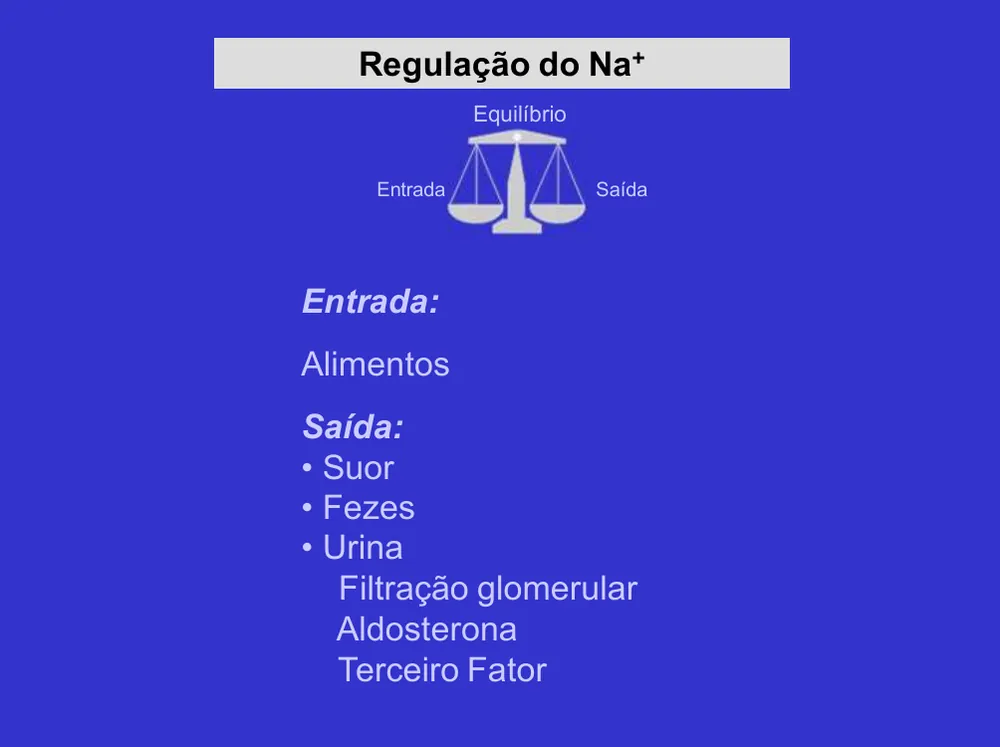 Regulação do Na⁺
Equilíbrio
Entrada
Saída
Entrada:
Alimentos
Saída:
• Suor
• Fezes
• Urina
Filtração glomerular
Aldosterona
Terceiro Fator